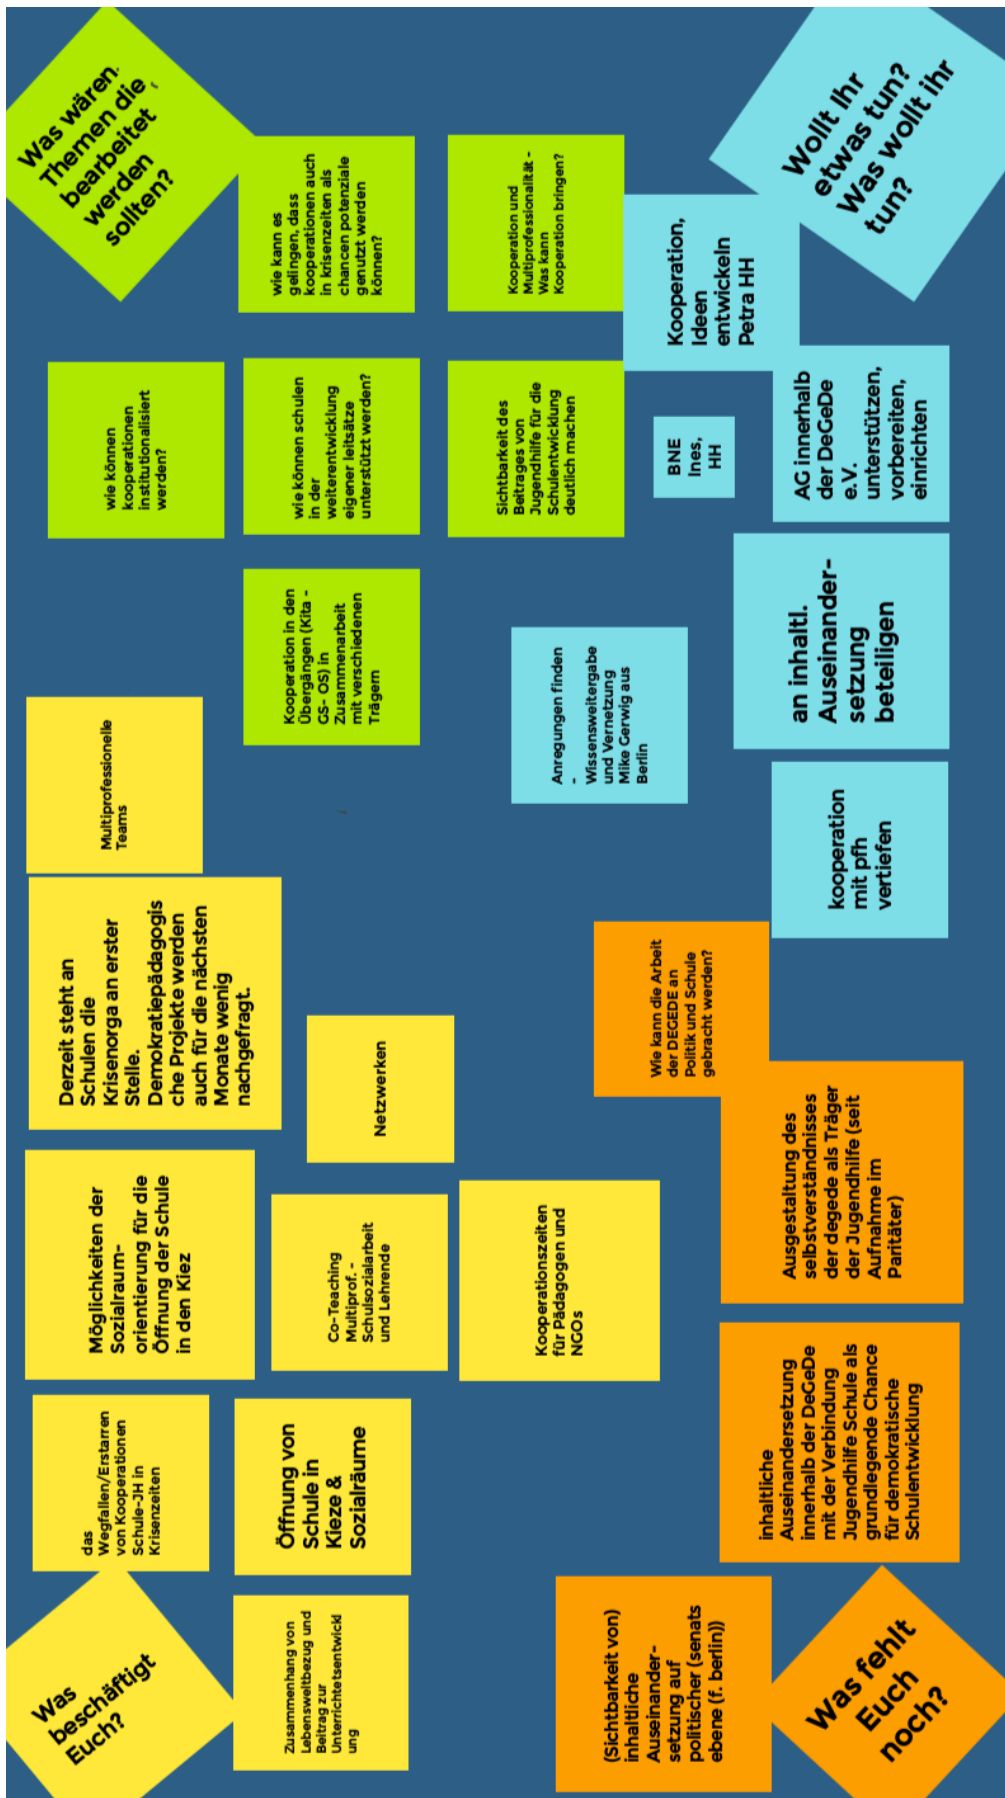 Was
beschäftigt
Euch?
das
Wegfallen/Erstarren
von Kooperationen
Schule-JH in
Krisenzeiten
Möglichkeiten der
Sozialraum-
orientierung für die
Öffnung der Schule
in den Kiez
Derzeit steht an
Schulen die
Krisenorga an erster
Stelle.
Demokratiepädagogis
che Projekte werden
auch für die nächsten
Monate wenig
nachgefragt.
Multiprofessionelle
Teams
Zusammenhang von
Lebensweltbezug und
Beitrag zur
Unterrichtetsentwickl
ung
Öffnung von
Schule in
Kieze &
Sozialräume
Co-Teaching
Multiprof. -
Schulsozialarbeit
und Lehrende
Netzwerken
Kooperationszeiten
für Pädagogen und
NGOs
Was wären
Themen die
bearbeitet
werden
sollten?
wie können
kooperationen
institutionalisiert
werden?
wie kann es
gelingen, dass
kooperationen auch
in krisenzeiten als
chancen potenziale
genutzt werden
können?
wie können schulen
in der
weiterentwicklung
eigener leitsätze
unterstützt werden?
Kooperation in den
Übergängen (Kita -
GS- OS) in
Zusammenarbeit
mit verschiedenen
Trägern
Kooperation und
Multiprofessionalität -
Was kann
Kooperation bringen?
Sichtbarkeit des
Beitrages von
Jugendhilfe für die
Schulentwicklung
deutlich machen
Was fehlt
Euch
noch?
(Sichtbarkeit von)
inhaltliche
Auseinander-
setzung auf
politischer (senats
ebene (f. berlin))
inhaltliche
Auseinandersetzung
innerhalb der DeGeDe
mit der Verbindung
Jugendhilfe Schule als
grundlegende Chance
für demokratische
Schulentwicklung
Ausgestaltung des
selbstverständnisses
der degede als Träger
der Jugendhilfe (seit
Aufnahme im
Paritäter)
Wie kann die Arbeit
der DEGEDE an
Politik und Schule
gebracht werden?
Wollt Ihr
etwas tun?
Was wollt ihr
tun?
Kooperation,
Ideen
entwickeln
Petra HH
BNE
Ines,
HH
AG innerhalb
der DeGeDe
e.V.
unterstützen,
vorbereiten,
einrichten
an inhaltl.
Auseinander-
setzung
beteiligen
Anregungen finden
-
Wissensweitergabe
und Vernetzung
Mike Gerwig aus
Berlin
kooperation
mit pfh
vertiefen